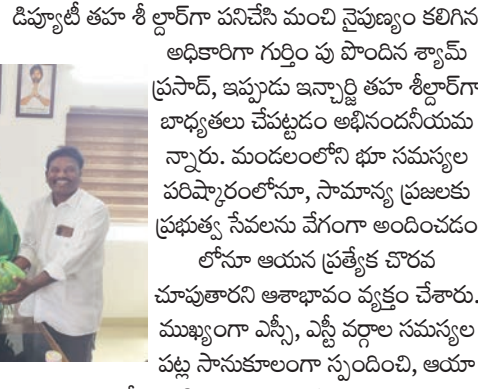 డిప్యూటీ తహ శీ ల్దార్‌గా పనిచేసి మంచి నైపుణ్యం కలిగిన
అధికారిగా గుర్తిం పు పొందిన శ్యామ్
ప్రసాద్, ఇప్పుడు ఇన్చార్జి తహ శీల్దార్‌గా
బాధ్యతలు చేపట్టడం అభినందనీయమ
న్నారు. మండలంలోని భూ సమస్యల
పరిష్కారంలోనూ, సామాన్య ప్రజలకు
ప్రభుత్వ సేవలను వేగంగా అందించడం
లోనూ ఆయన ప్రత్యేక చొరవ
చూపుతారని ఆశాభావం వ్యక్తం చేశారు.
ముఖ్యంగా ఎస్సీ, ఎస్టీ వర్గాల సమస్యల
పట్ల సానుకూలంగా స్పందించి, ఆయా